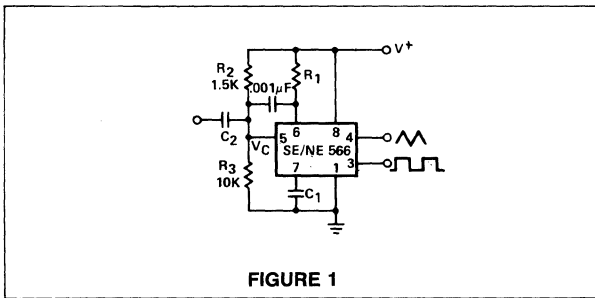 V+
R2
1.5K
.001µF
R1
C2
VC
5
6
8
4
SE/NE 566
3
7
1
R3
10K
C1
FIGURE 1